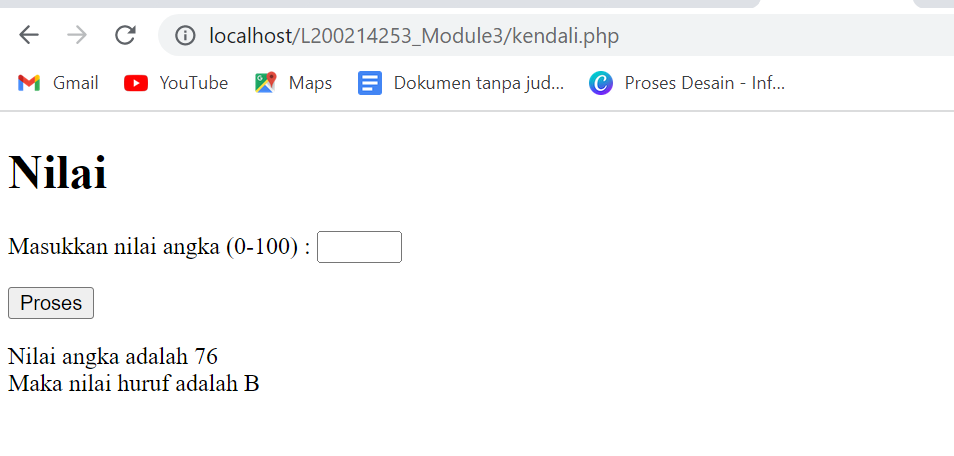 localhost/L200214253_Module3/kendali.php
Gmail YouTube Maps Dokumen tanpa jud... Proses Desain - Inf...
Nilai
Masukkan nilai angka (0-100) :
Proses
Nilai angka adalah 76
Maka nilai huruf adalah B